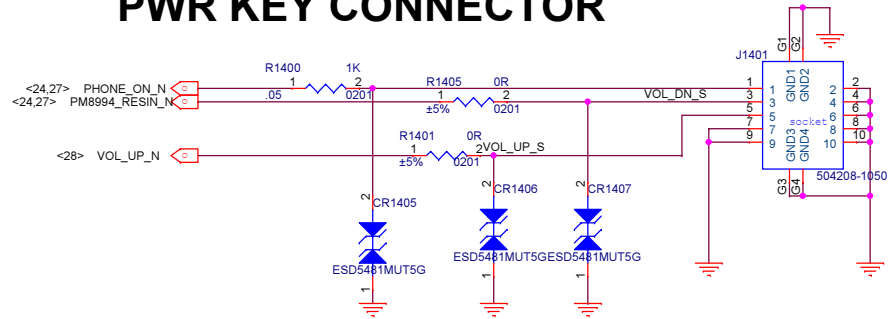 PWR KEY CONNECTOR
G1 G2
J1401
R1400 1K
<24,27> PHONE_ON_N 1 2 R1405 0R 1 1 GND1 GND2 2 2
<24,27> PM8994_RESIN_N .05 0201 1 2 VOL_DN_S 3 3 4 4
±5% 0201 5 5 socket 6 6
R1401 0R 7 7 GND3 GND4 8 8
<28> VOL_UP_N 1 2 VOL_UP_S 9 9 10 10
±5% 0201 504208-1050
G3 G4
2 CR1405 2 CR1406 2 CR1407
ESD5481MUT5G ESD5481MUT5G ESD5481MUT5G
1 1 1